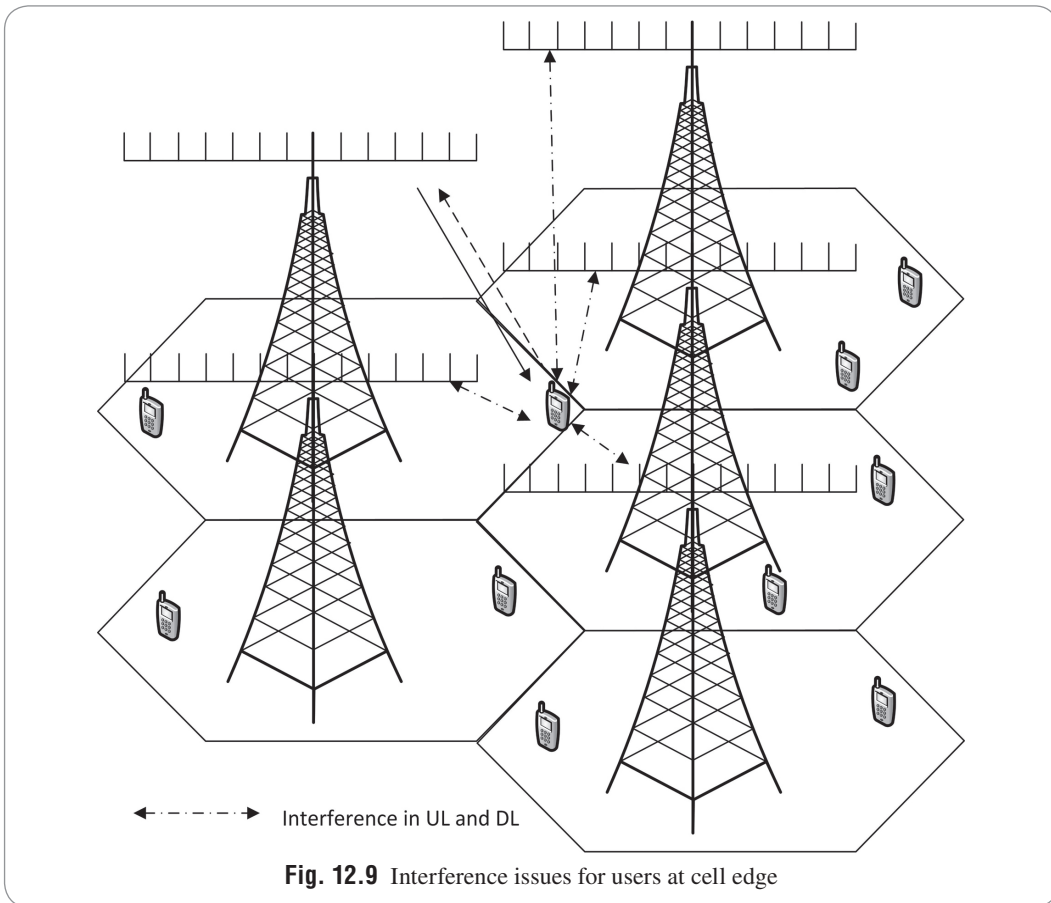 Interference in UL and DL
Fig. 12.9 Interference issues for users at cell edge